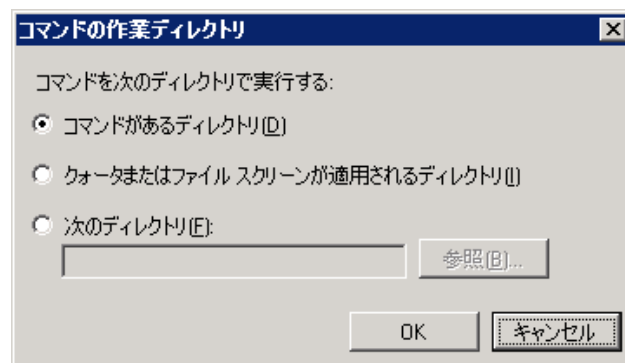 コマンドの作業ディレクトリ
コマンドを次のディレクトリで実行する:
コマンドがあるディレクトリ(D)
クォータまたはファイル スクリーンが適用されるディレクトリ(I)
次のディレクトリ(F):
参照(B)...
OK
キャンセル